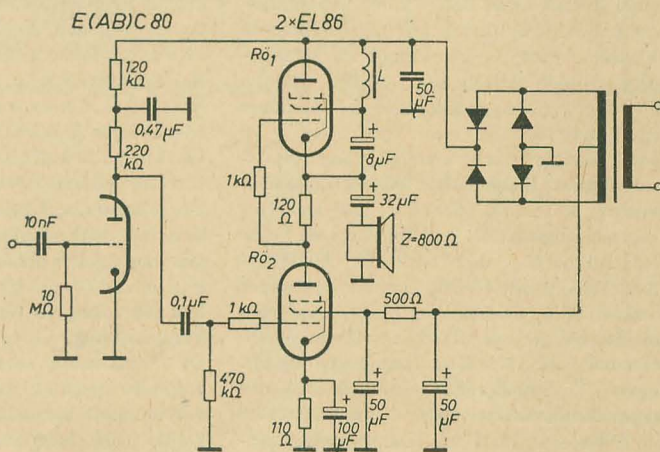 E(AB)C 80
2×EL86
Rö1
120
kΩ
L
50
µF
0,47µF
220
kΩ
8µF
1kΩ
120
Ω
32µF
10nF
Z=800Ω
Rö2
10
MΩ
0,1µF
1kΩ
500Ω
470
kΩ
110
Ω
100
µF
50
µF
50
µF
+
+
+
+
+